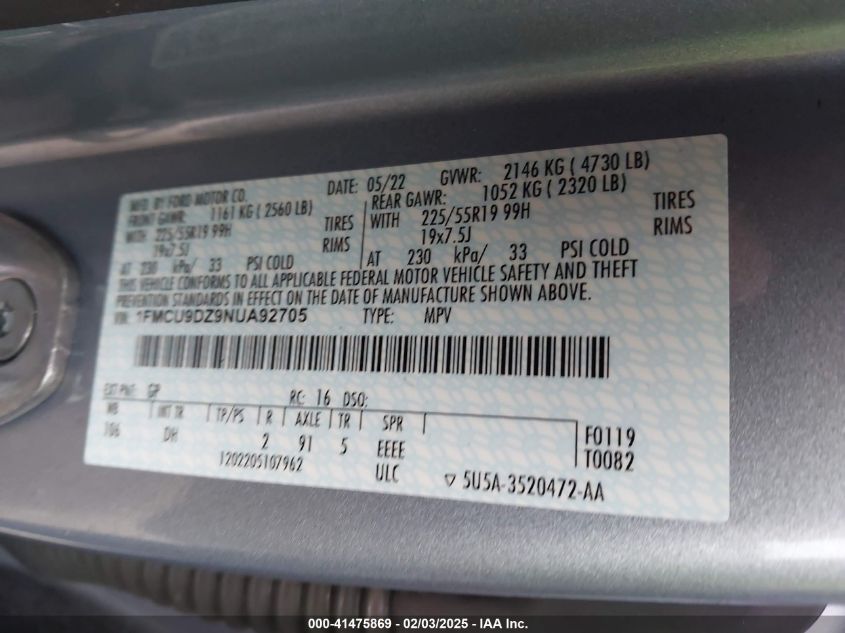 MFD. BY FORD MOTOR CO. DATE: 05/22 GVWR: 2146 KG ( 4730 LB)
FRONT GAWR: 1161 KG ( 2560 LB) REAR GAWR: 1052 KG ( 2320 LB)
WITH 225/55R19 99H TIRES WITH 225/55R19 99H TIRES
19x7.5J RIMS 19x7.5J RIMS
AT 230 kPa/ 33 PSI COLD AT 230 kPa/ 33 PSI COLD
THIS VEHICLE CONFORMS TO ALL APPLICABLE FEDERAL MOTOR VEHICLE SAFETY AND THEFT
PREVENTION STANDARDS IN EFFECT ON THE DATE OF MANUFACTURE SHOWN ABOVE.
VIN: 1FMCU9DZ9NUA92705 TYPE: MPV
EXT PNT: GP RC: 16 DSO:
WB INT TR TP/PS R AXLE TR SPR
106 DH 2 91 5 EEEE F0119
1202205107962 ULC T0082
▽ 5U5A-3520472-AA
000-41475869 - 02/03/2025 - IAA Inc.